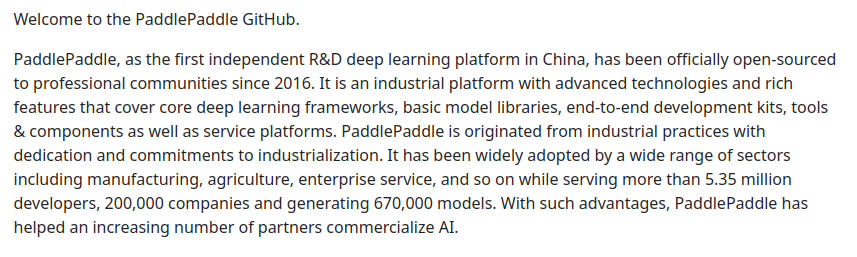 Welcome to the PaddlePaddle GitHub.
PaddlePaddle, as the first independent R&D deep learning platform in China, has been officially open-sourced
to professional communities since 2016. It is an industrial platform with advanced technologies and rich
features that cover core deep learning frameworks, basic model libraries, end-to-end development kits, tools
& components as well as service platforms. PaddlePaddle is originated from industrial practices with
dedication and commitments to industrialization. It has been widely adopted by a wide range of sectors
including manufacturing, agriculture, enterprise service, and so on while serving more than 5.35 million
developers, 200,000 companies and generating 670,000 models. With such advantages, PaddlePaddle has
helped an increasing number of partners commercialize AI.